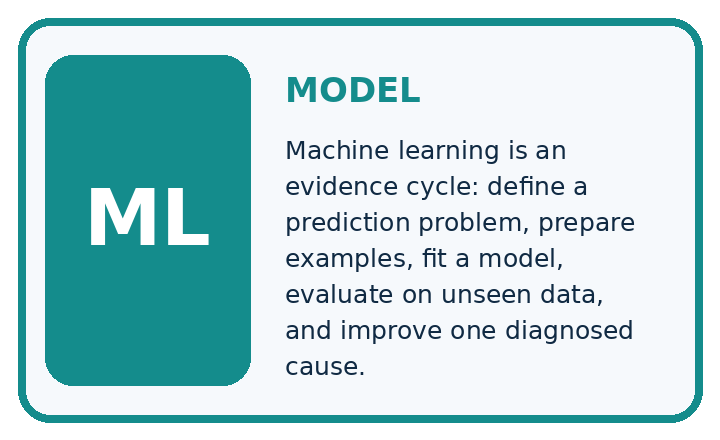 ML
MODEL
Machine learning is an
evidence cycle: define a
prediction problem, prepare
examples, fit a model,
evaluate on unseen data,
and improve one diagnosed
cause.